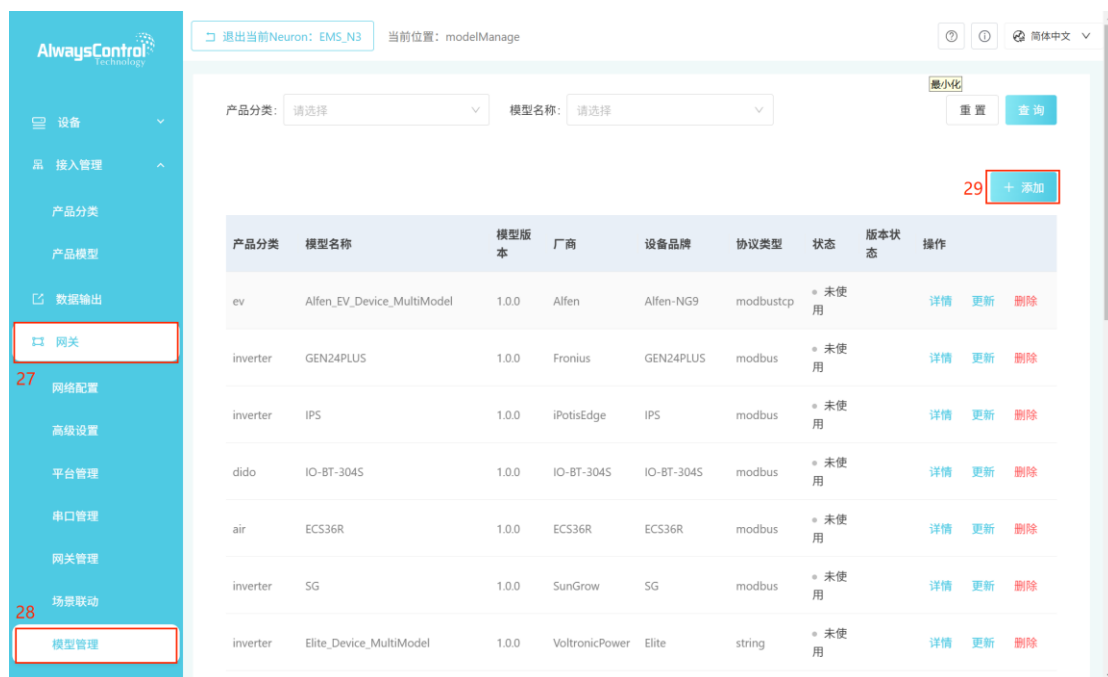 AlwaysControl
Technology
退出当前Neuron: EMS_N3
当前位置: modelManage
简体中文
设备
接入管理
产品分类
产品模型
数据输出
网关
27
网络配置
高级设置
平台管理
串口管理
网关管理
场景联动
28
模型管理
产品分类: 请选择
模型名称: 请选择
最小化
重 置
查 询
29
+ 添加
产品分类 模型名称 模型版本 厂商 设备品牌 协议类型 状态 版本状态 操作
ev Alfen_EV_Device_MultiModel 1.0.0 Alfen Alfen-NG9 modbustcp 未使用 详情 更新 删除
inverter GEN24PLUS 1.0.0 Fronius GEN24PLUS modbus 未使用 详情 更新 删除
inverter IPS 1.0.0 iPotisEdge IPS modbus 未使用 详情 更新 删除
dido IO-BT-304S 1.0.0 IO-BT-304S IO-BT-304S modbus 未使用 详情 更新 删除
air ECS36R 1.0.0 ECS36R ECS36R modbus 未使用 详情 更新 删除
inverter SG 1.0.0 SunGrow SG modbus 未使用 详情 更新 删除
inverter Elite_Device_MultiModel 1.0.0 VoltronicPower Elite string 未使用 详情 更新 删除